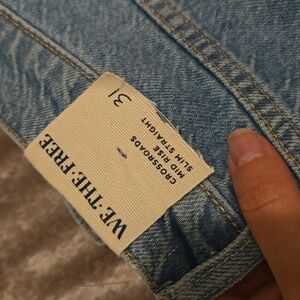 WE·THE·FREE
CROSSROADS
MID RISE
SLIM STRAIGHT
31